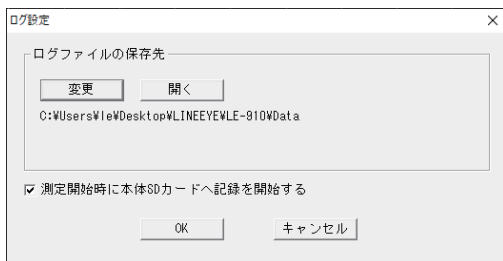 ログ設定
ログファイルの保存先
変更 開く
C:¥Users¥le¥Desktop¥LINEEYE¥LE-910¥Data
測定開始時に本体SDカードへ記録を開始する
OK キャンセル